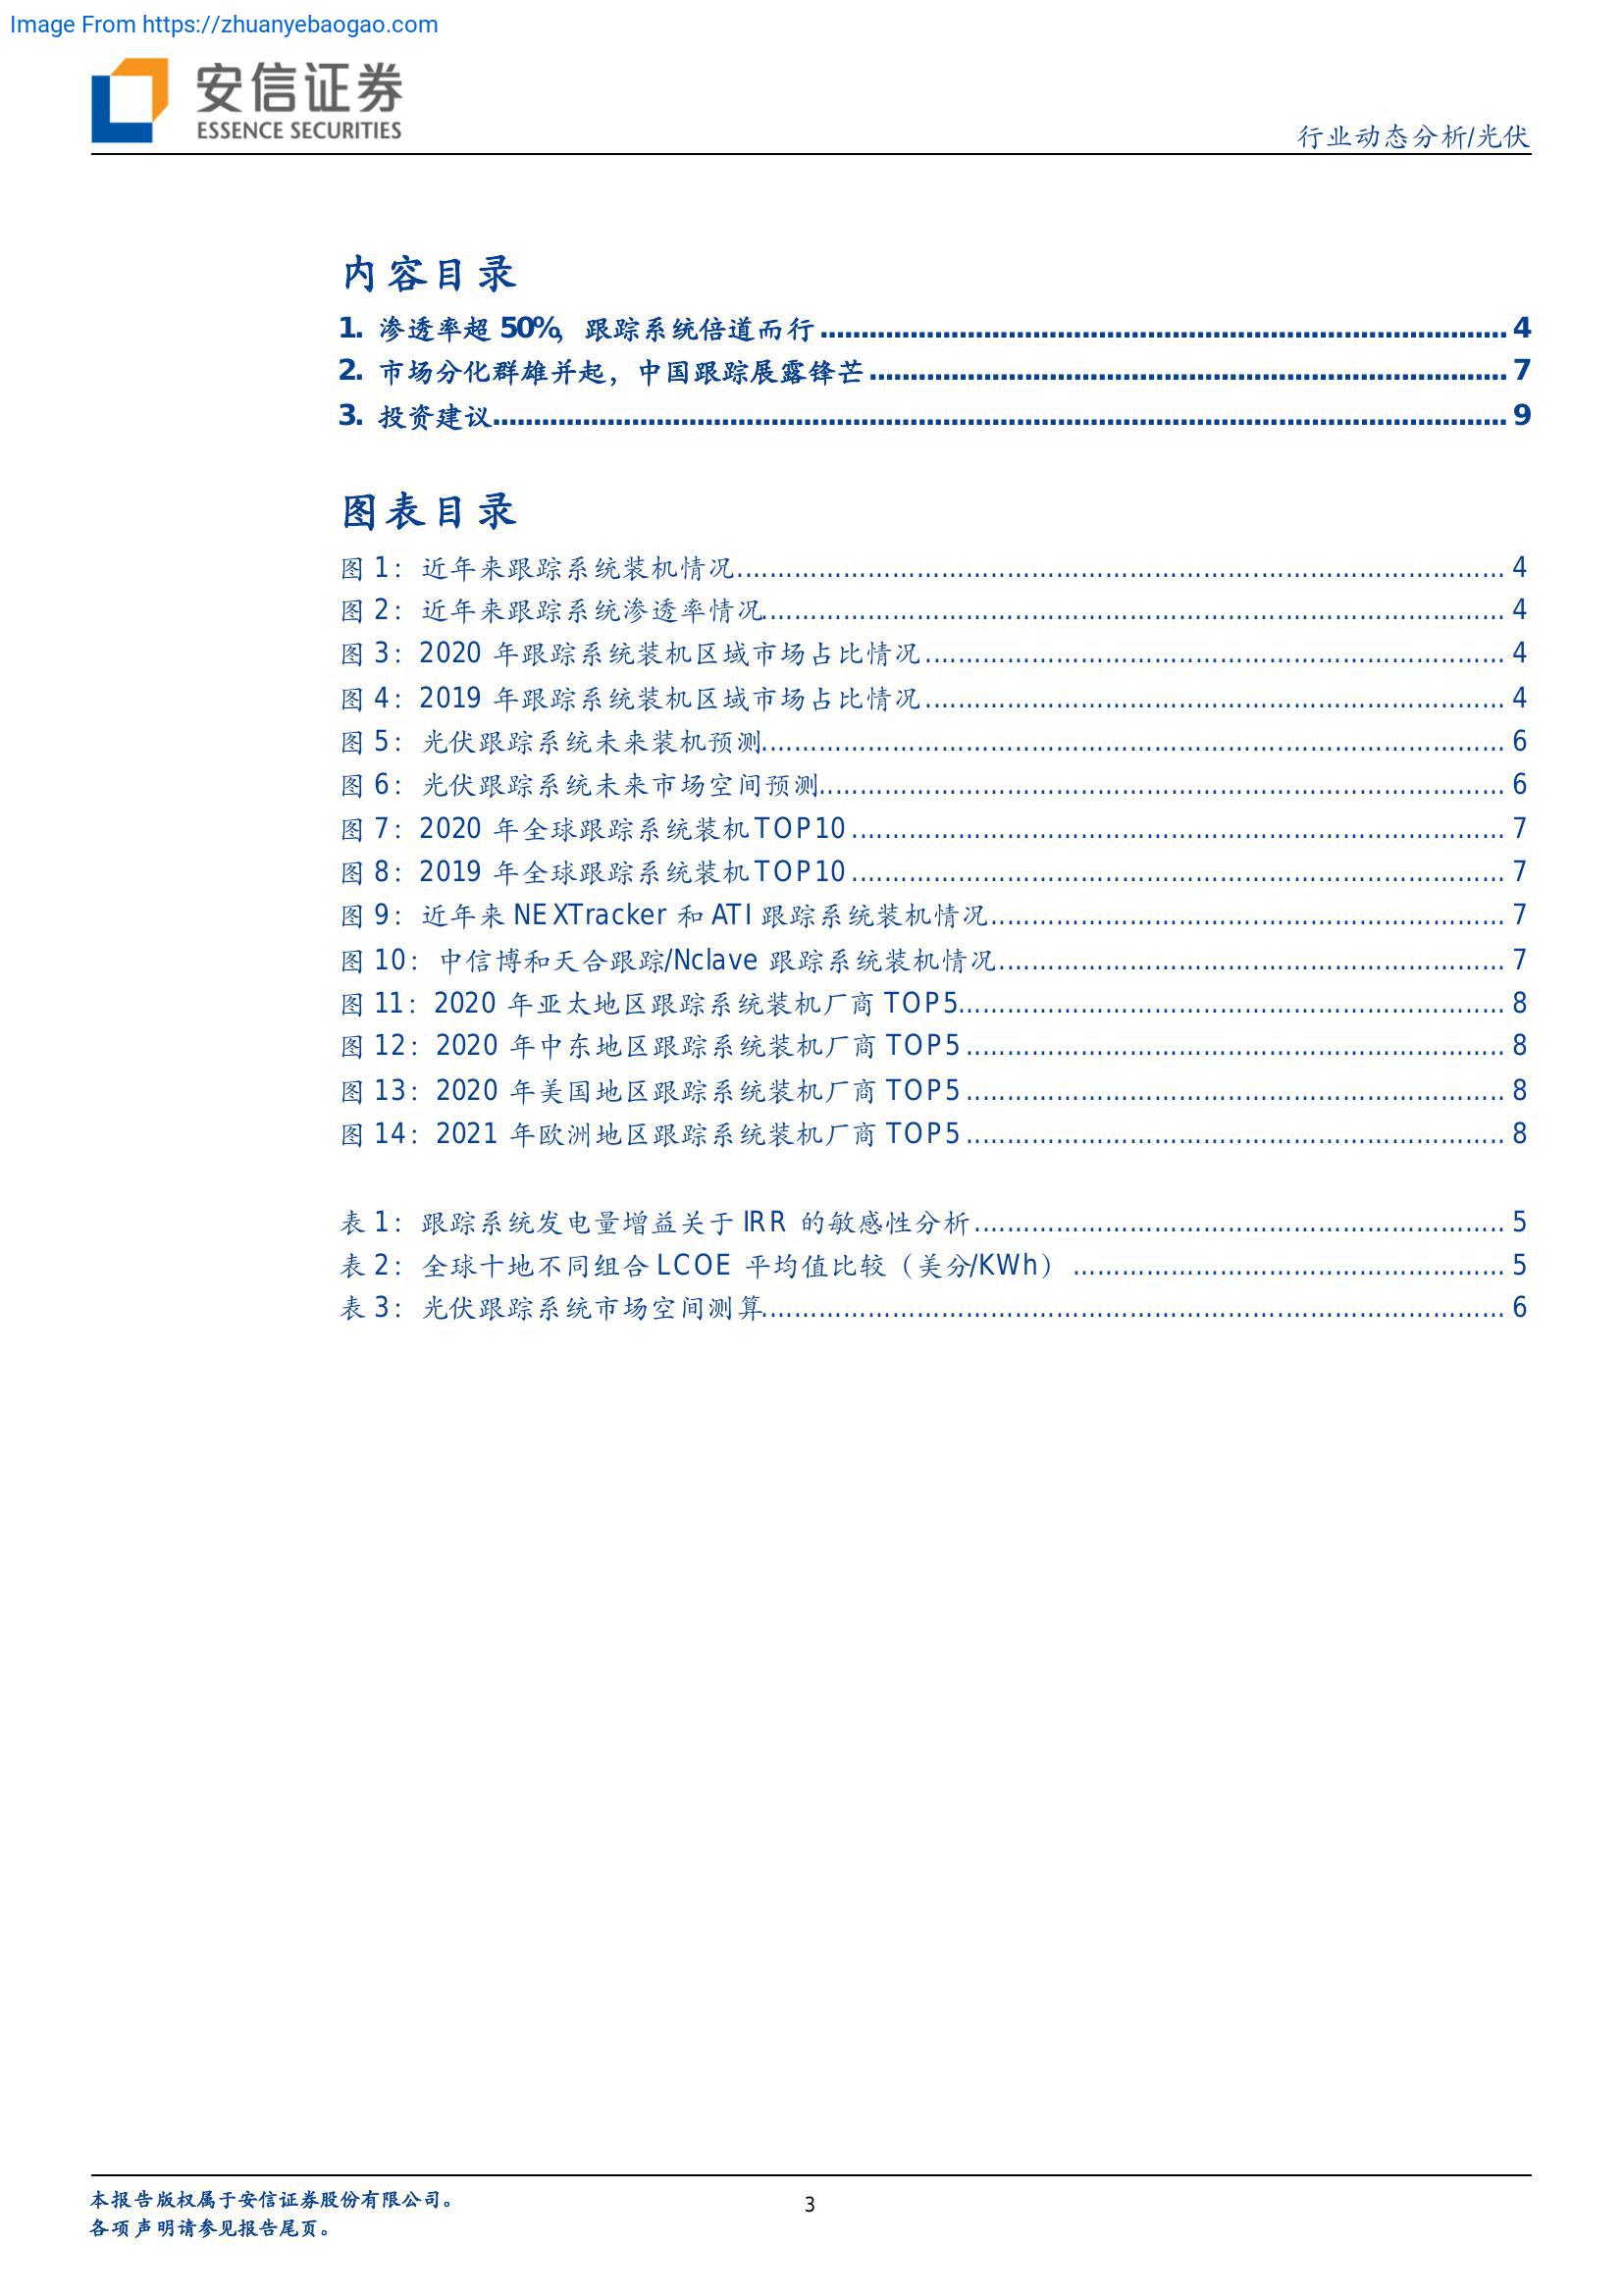 Image From https://zhuanyebaogao.com
安信证券
ESSENCE SECURITIES
行业动态分析/光伏
内容目录
1. 渗透率超 50%，跟踪系统倍道而行 4
2. 市场分化群雄并起，中国跟踪展露锋芒 7
3. 投资建议 9
图表目录
图 1：近年来跟踪系统装机情况 4
图 2：近年来跟踪系统渗透率情况 4
图 3：2020 年跟踪系统装机区域市场占比情况 4
图 4：2019 年跟踪系统装机区域市场占比情况 4
图 5：光伏跟踪系统未来装机预测 6
图 6：光伏跟踪系统未来市场空间预测 6
图 7：2020 年全球跟踪系统装机 TOP10 7
图 8：2019 年全球跟踪系统装机 TOP10 7
图 9：近年来 NEXTracker 和 ATI 跟踪系统装机情况 7
图 10：中信博和天合跟踪/Nclave 跟踪系统装机情况 7
图 11：2020 年亚太地区跟踪系统装机厂商 TOP5 8
图 12：2020 年中东地区跟踪系统装机厂商 TOP5 8
图 13：2020 年美国地区跟踪系统装机厂商 TOP5 8
图 14：2021 年欧洲地区跟踪系统装机厂商 TOP5 8
表 1：跟踪系统发电量增益关于 IRR 的敏感性分析 5
表 2：全球十地不同组合 LCOE 平均值比较（美分/KWh） 5
表 3：光伏跟踪系统市场空间测算 6
本报告版权属于安信证券股份有限公司。
3
各项声明请参见报告尾页。